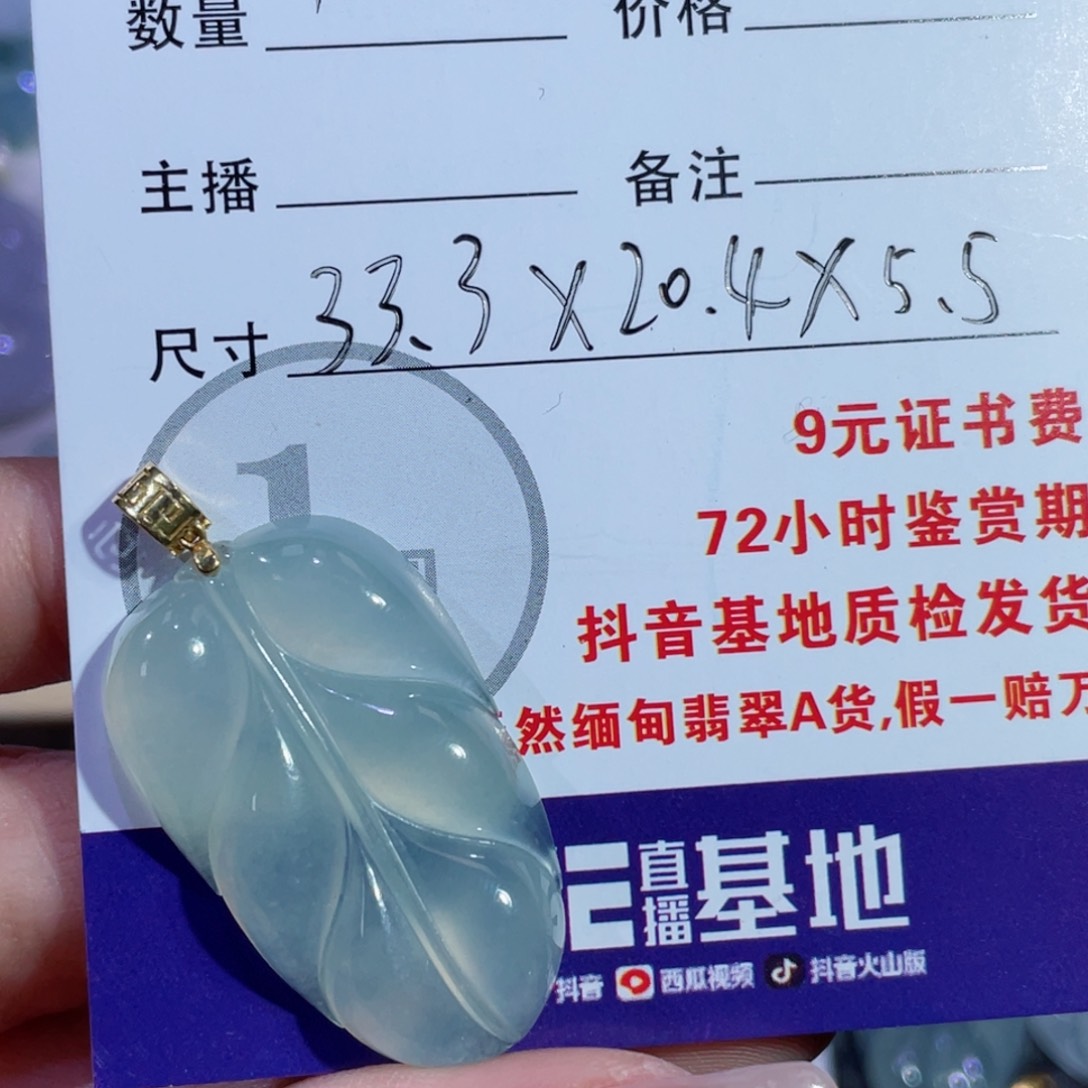 数量 价格
主播 备注
尺寸 33.3X20.4X5.5
1
9元证书费
72小时鉴赏期
抖音基地质检发货
然缅甸翡翠A货,假一赔万
直播基地
抖音 西瓜视频 抖音火山版